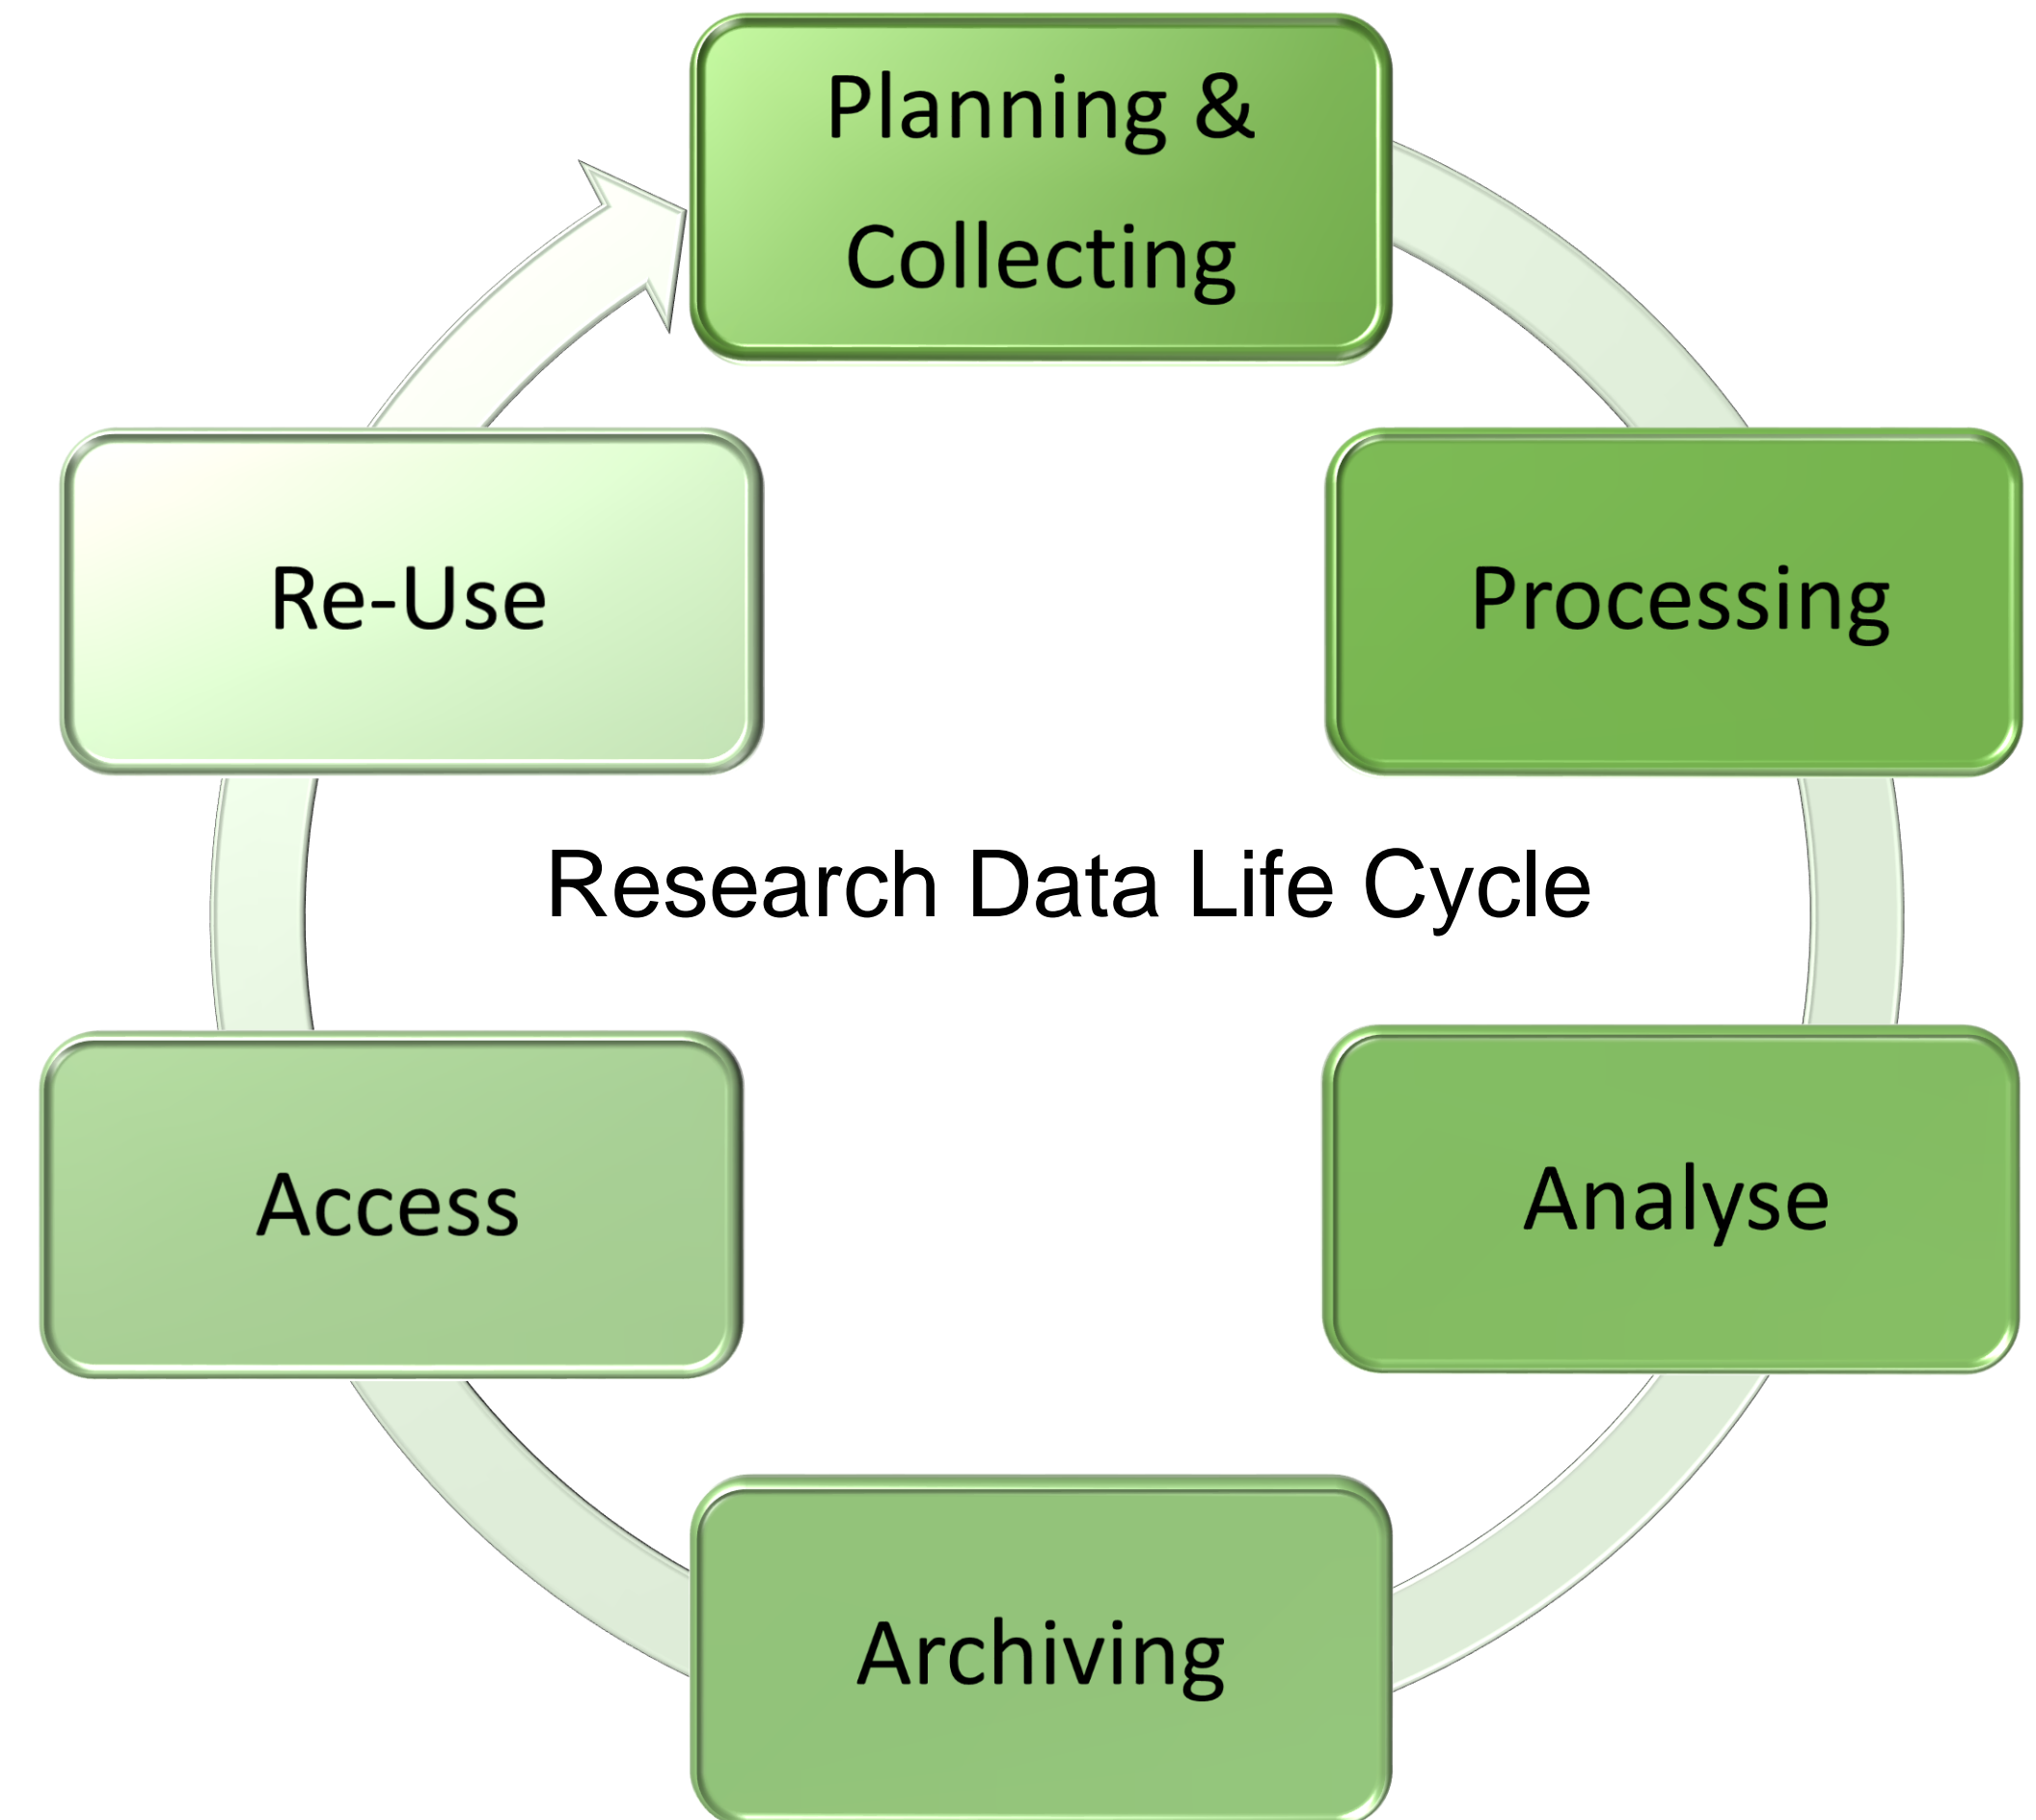 Planning &
Collecting
Processing
Analyse
Archiving
Access
Re-Use
Research Data Life Cycle